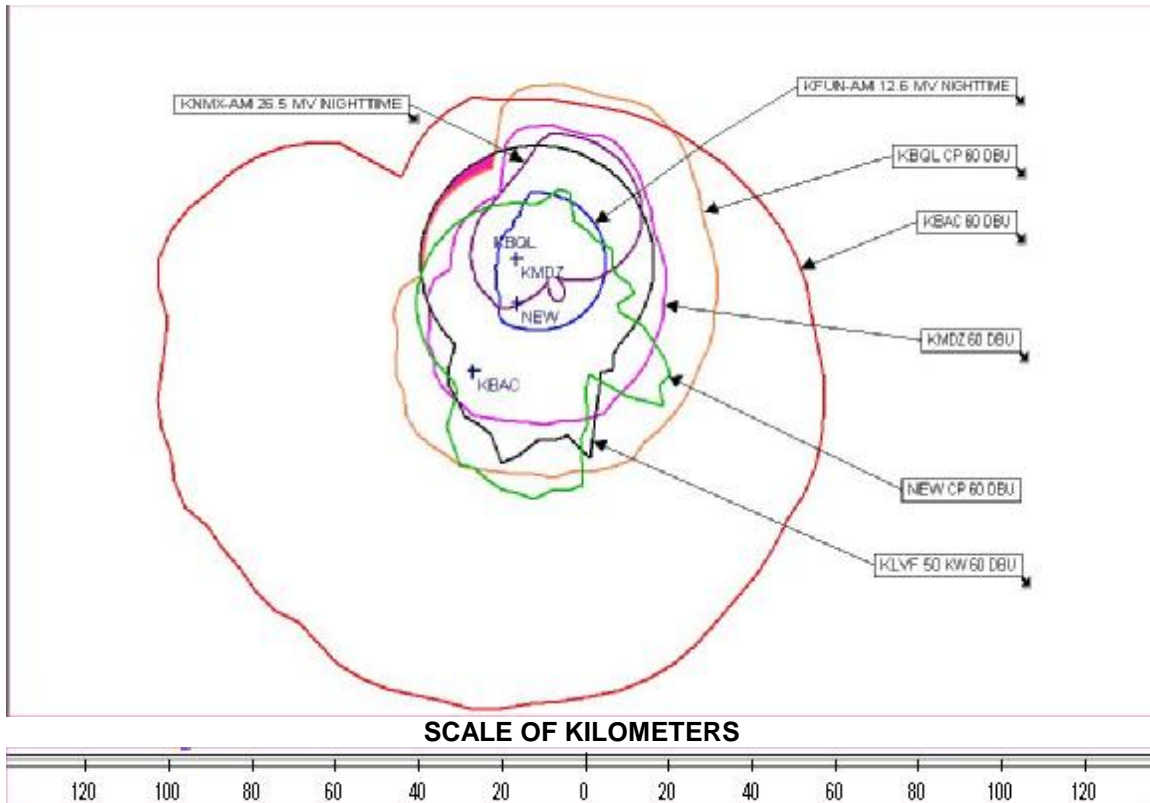 KFUN-AM 12.6 MV NIGHTTIME
KNMX-AM 26.5 MV NIGHTTIME
KBQL CP 60 DBU
KBAC 60 DBU
KBQL
KMDZ
NEW
KMDZ 60 DBU
KBAC
NEW CP 60 DBU
KLVF 50 KW 60 DBU
SCALE OF KILOMETERS
120 100 80 60 40 20 0 20 40 60 80 100 120